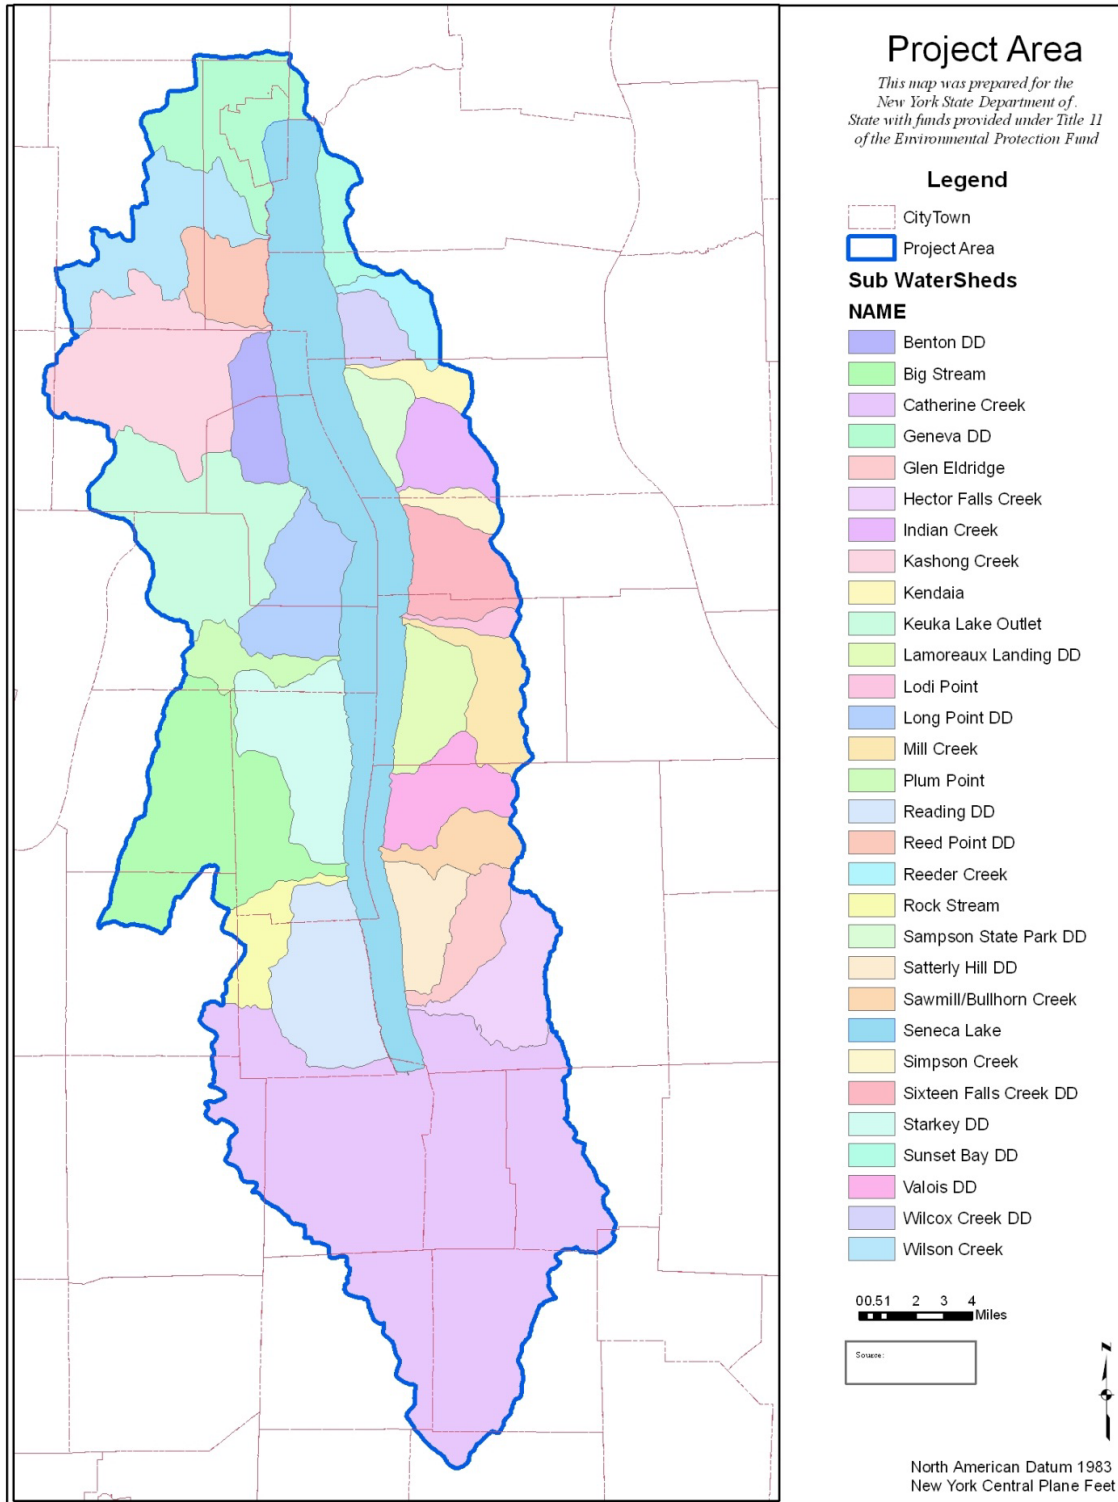 Project Area
This map was prepared for the
New York State Department of .
State with funds provided under Title 11
of the Environmental Protection Fund
Legend
CityTown
Project Area
Sub WaterSheds
NAME
Benton DD
Big Stream
Catherine Creek
Geneva DD
Glen Eldridge
Hector Falls Creek
Indian Creek
Kashong Creek
Kendaia
Keuka Lake Outlet
Lamoreaux Landing DD
Lodi Point
Long Point DD
Mill Creek
Plum Point
Reading DD
Reed Point DD
Reeder Creek
Rock Stream
Sampson State Park DD
Satterly Hill DD
Sawmill/Bullhorn Creek
Seneca Lake
Simpson Creek
Sixteen Falls Creek DD
Starkey DD
Sunset Bay DD
Valois DD
Wilcox Creek DD
Wilson Creek
00.51 2 3 4
Miles
Source:
N
North American Datum 1983
New York Central Plane Feet